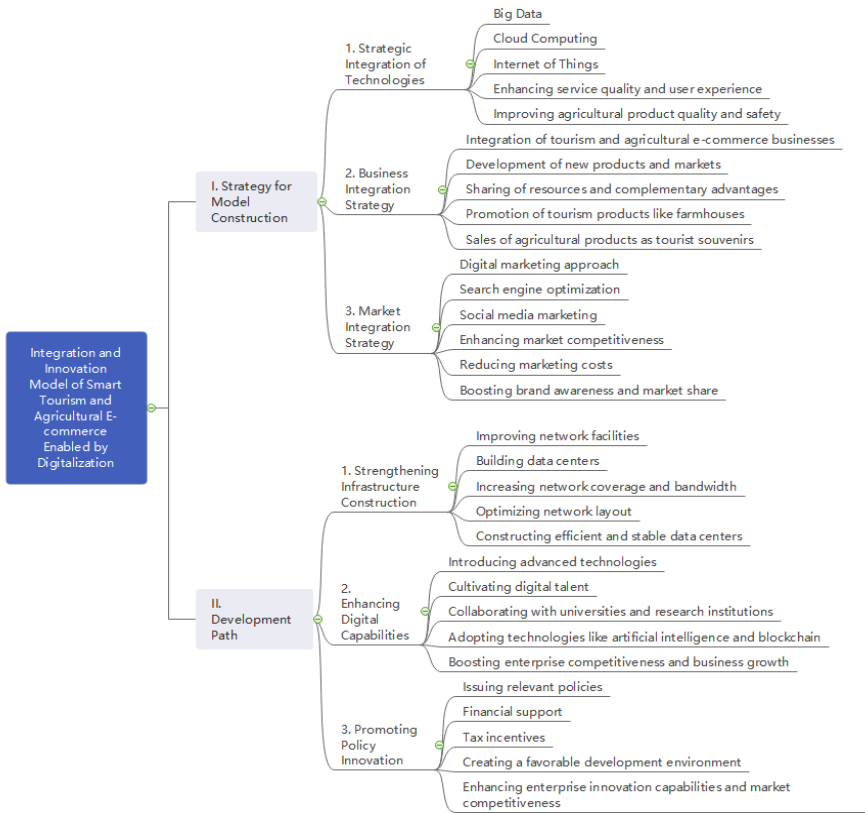 Integration and
Innovation
Model of Smart
Tourism and
Agricultural E-
commerce
Enabled by
Digitalization
I. Strategy for
Model
Construction
1. Strategic
Integration of
Technologies
Big Data
Cloud Computing
Internet of Things
Enhancing service quality and user experience
Improving agricultural product quality and safety
2. Business
Integration
Strategy
Integration of tourism and agricultural e-commerce businesses
Development of new products and markets
Sharing of resources and complementary advantages
Promotion of tourism products like farmhouses
Sales of agricultural products as tourist souvenirs
3. Market
Integration
Strategy
Digital marketing approach
Search engine optimization
Social media marketing
Enhancing market competitiveness
Reducing marketing costs
Boosting brand awareness and market share
II.
Development
Path
1. Strengthening
Infrastructure
Construction
Improving network facilities
Building data centers
Increasing network coverage and bandwidth
Optimizing network layout
Constructing efficient and stable data centers
2.
Enhancing
Digital
Capabilities
Introducing advanced technologies
Cultivating digital talent
Collaborating with universities and research institutions
Adopting technologies like artificial intelligence and blockchain
Boosting enterprise competitiveness and business growth
3. Promoting
Policy
Innovation
Issuing relevant policies
Financial support
Tax incentives
Creating a favorable development environment
Enhancing enterprise innovation capabilities and market
competitiveness